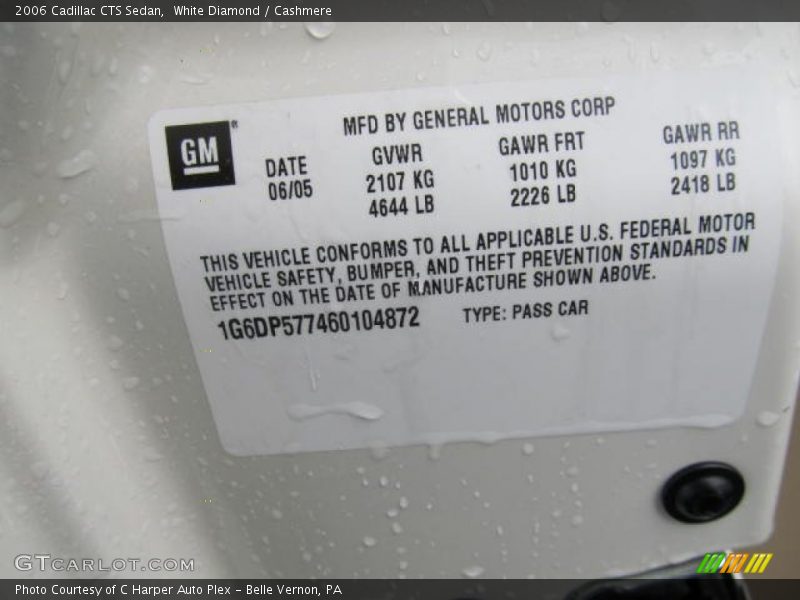 2006 Cadillac CTS Sedan, White Diamond / Cashmere
MFD BY GENERAL MOTORS CORP
GM®
DATE GVWR GAWR FRT GAWR RR
06/05 2107 KG 1010 KG 1097 KG
4644 LB 2226 LB 2418 LB
THIS VEHICLE CONFORMS TO ALL APPLICABLE U.S. FEDERAL MOTOR
VEHICLE SAFETY, BUMPER, AND THEFT PREVENTION STANDARDS IN
EFFECT ON THE DATE OF MANUFACTURE SHOWN ABOVE.
1G6DP577460104872 TYPE: PASS CAR
GTCARLOT.COM
Photo Courtesy of C Harper Auto Plex - Belle Vernon, PA